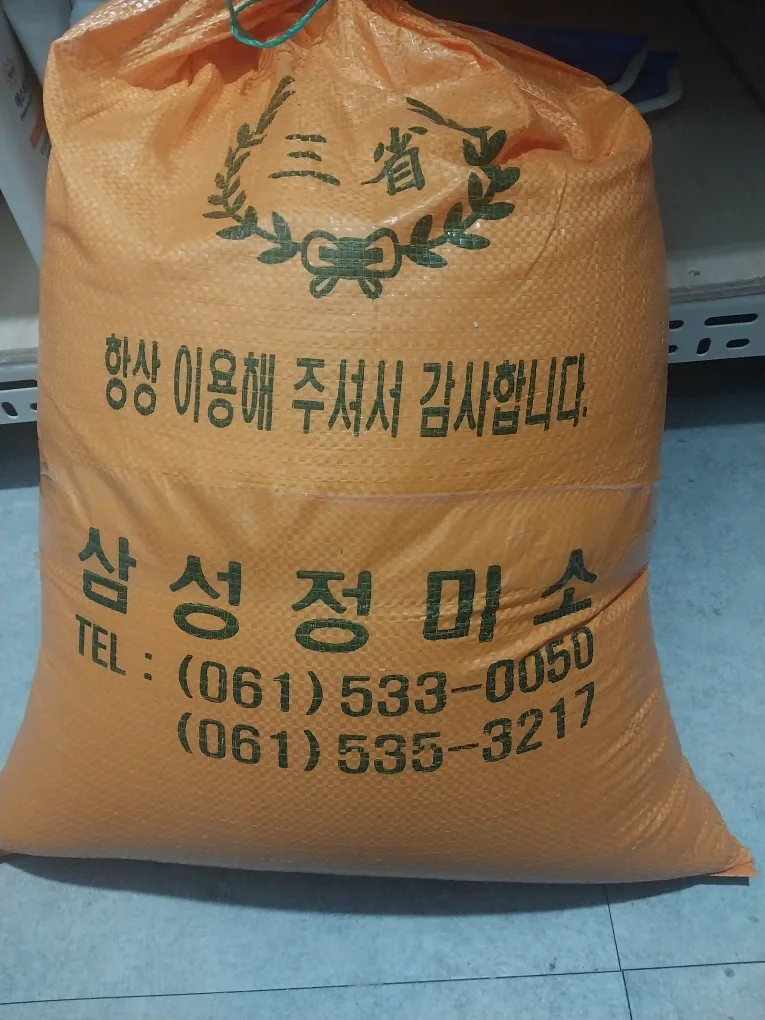 三省
항상 이용해 주셔서 감사합니다.
삼성정미소
TEL : (061)533-0050
(061)535-3217